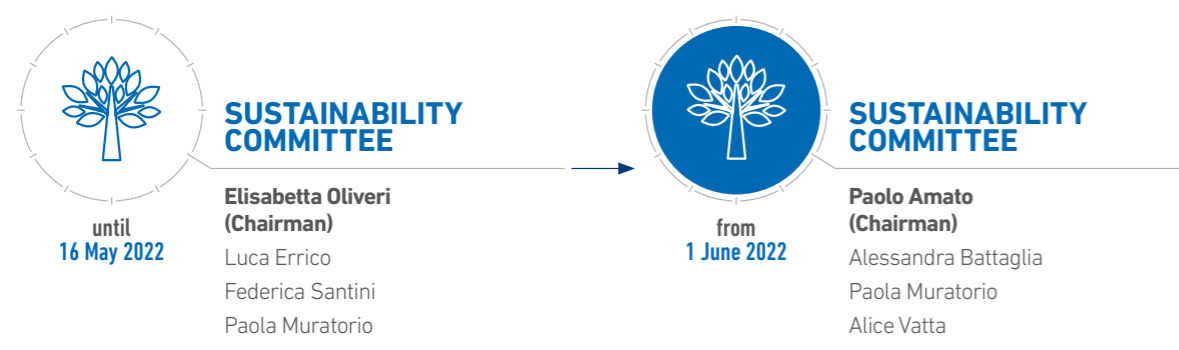 SUSTAINABILITY
COMMITTEE
Elisabetta Oliveri
(Chairman)
Luca Errico
Federica Santini
Paola Muratorio
until
16 May 2022
SUSTAINABILITY
COMMITTEE
Paolo Amato
(Chairman)
Alessandra Battaglia
Paola Muratorio
Alice Vatta
from
1 June 2022